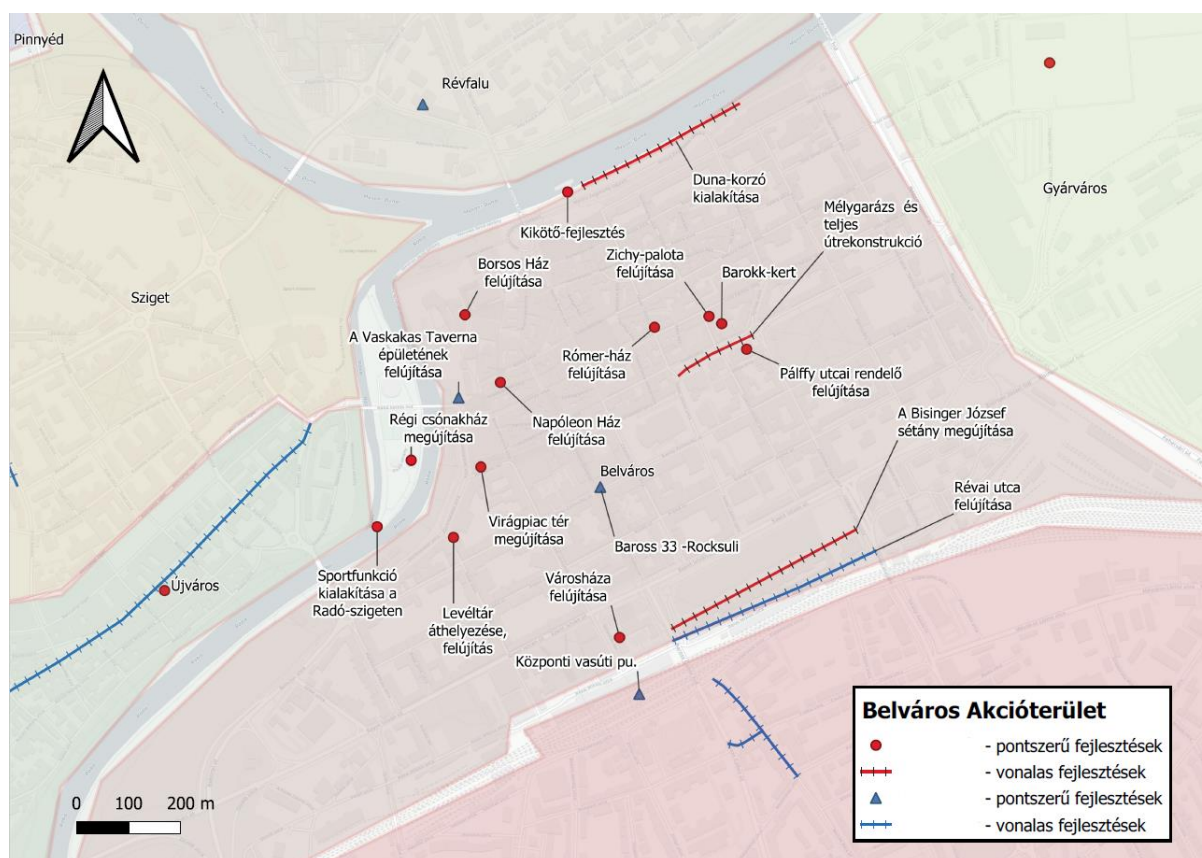 Pinnyéd
Révfalu
Gyárváros
Duna-korzó
kialakítása
Mélygarázs és
teljes
útrekonstrukció
Kikötő-fejlesztés
Zichy-palota
felújítása
Barokk-kert
Borsos Ház
felújítása
Sziget
A Vaskakas Taverna
épületének
felújítása
Rómer-ház
felújítása
Pálffy utcai rendelő
felújítása
Régi csónakház
megújítása
Napóleon Ház
felújítása
A Bisinger József
sétány megújítása
Belváros
Révai utca
felújítása
Virágpiac tér
megújítása
Baross 33 -Rocksuli
Sportfunkció
kialakítása a
Radó-szigeten
Újváros
Levéltár
áthelyezése,
felújítás
Városháza
felújítása
Központi vasúti pu.
Belváros Akcióterület
- pontszerű fejlesztések
- vonalas fejlesztések
- pontszerű fejlesztések
- vonalas fejlesztések
0 100 200 m